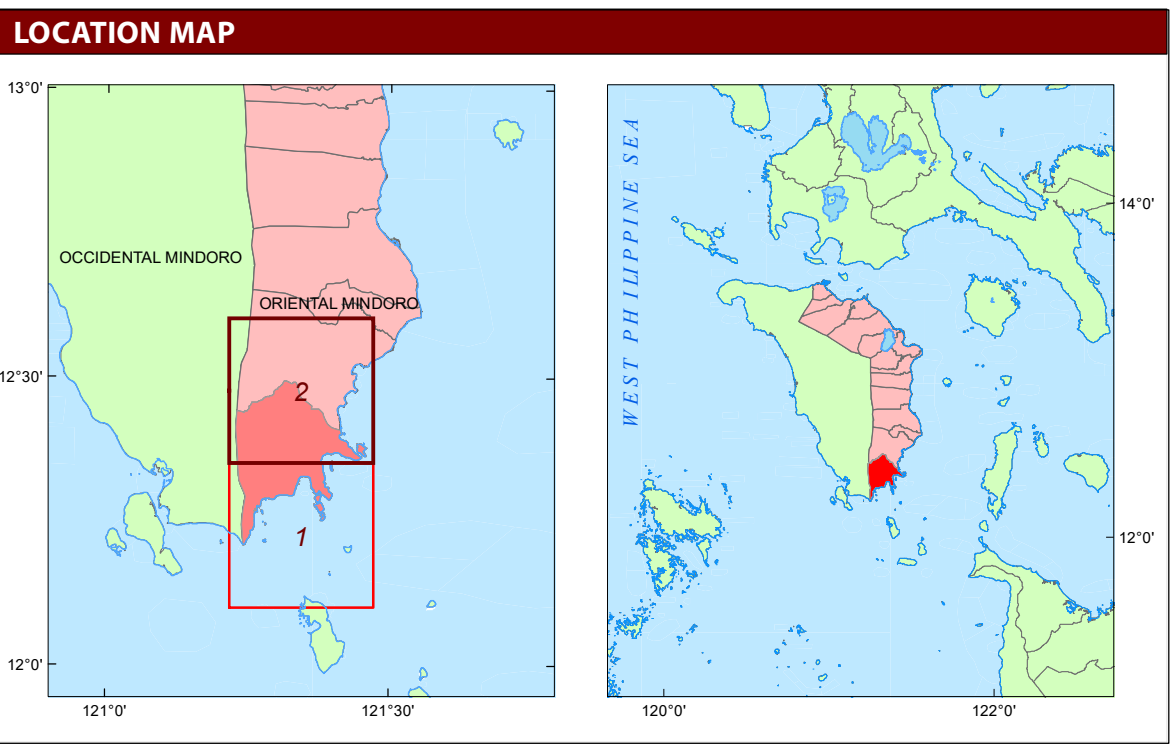 LOCATION MAP
13°0'
12°30'
12°0'
121°0'
121°30'
OCCIDENTAL MINDORO
ORIENTAL MINDORO
2
1
WEST PHILIPPINE SEA
14°0'
12°0'
120°0'
122°0'